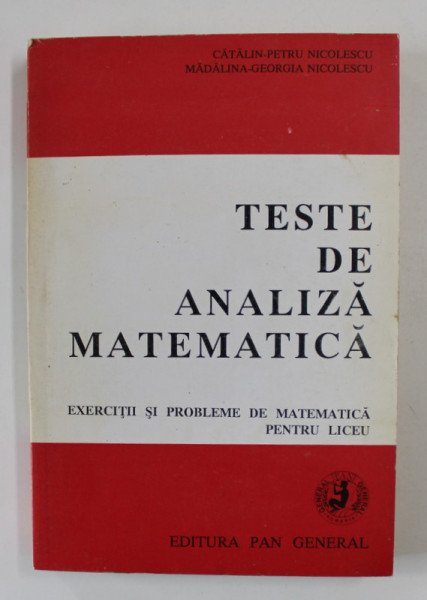 CĂTĂLIN-PETRU NICOLESCU
MĂDĂLINA-GEORGIA NICOLESCU
TESTE
DE
ANALIZĂ
MATEMATICĂ
EXERCIŢII ŞI PROBLEME DE MATEMATICĂ
PENTRU LICEU
EDITURA PAN GENERAL